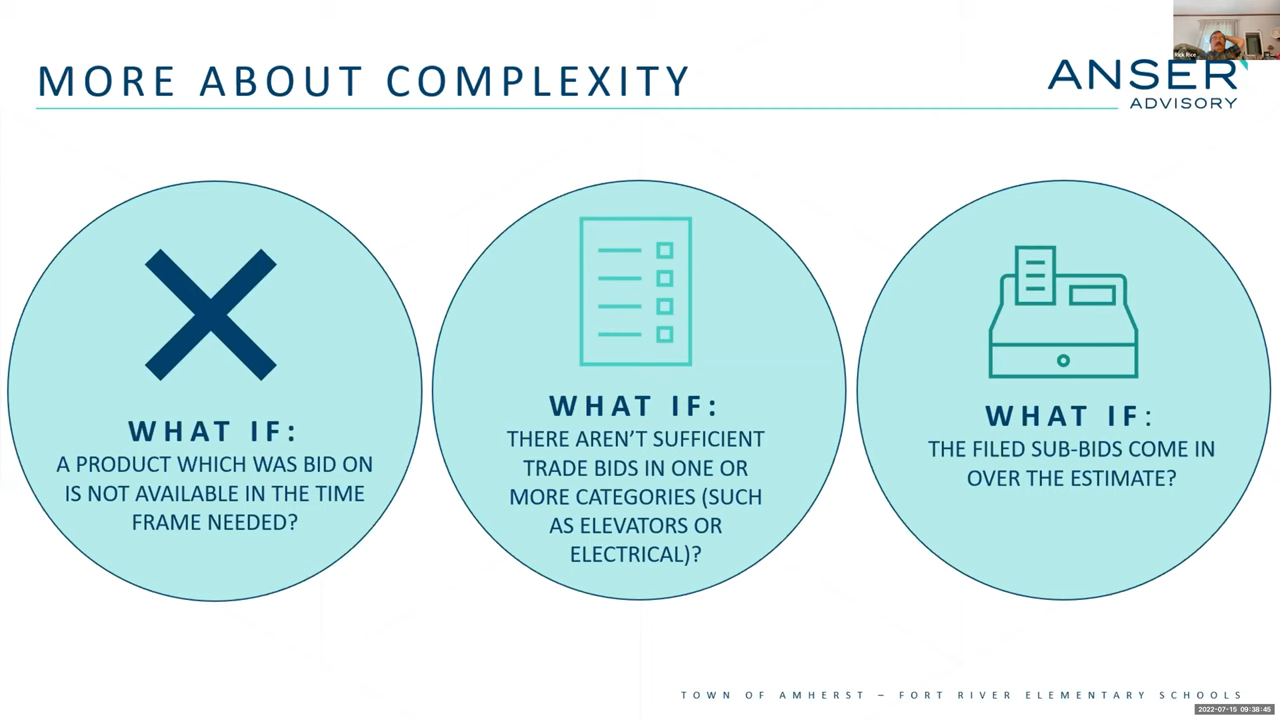 MORE ABOUT COMPLEXITY
Rick Rice
ANSER
ADVISORY
WHAT IF:
A PRODUCT WHICH WAS BID ON
IS NOT AVAILABLE IN THE TIME
FRAME NEEDED?
WHAT IF:
THERE AREN’T SUFFICIENT
TRADE BIDS IN ONE OR
MORE CATEGORIES (SUCH
AS ELEVATORS OR
ELECTRICAL)?
WHAT IF:
THE FILED SUB-BIDS COME IN
OVER THE ESTIMATE?
TOWN OF AMHERST – FORT RIVER ELEMENTARY SCHOOLS
2022-07-15 09:38:45